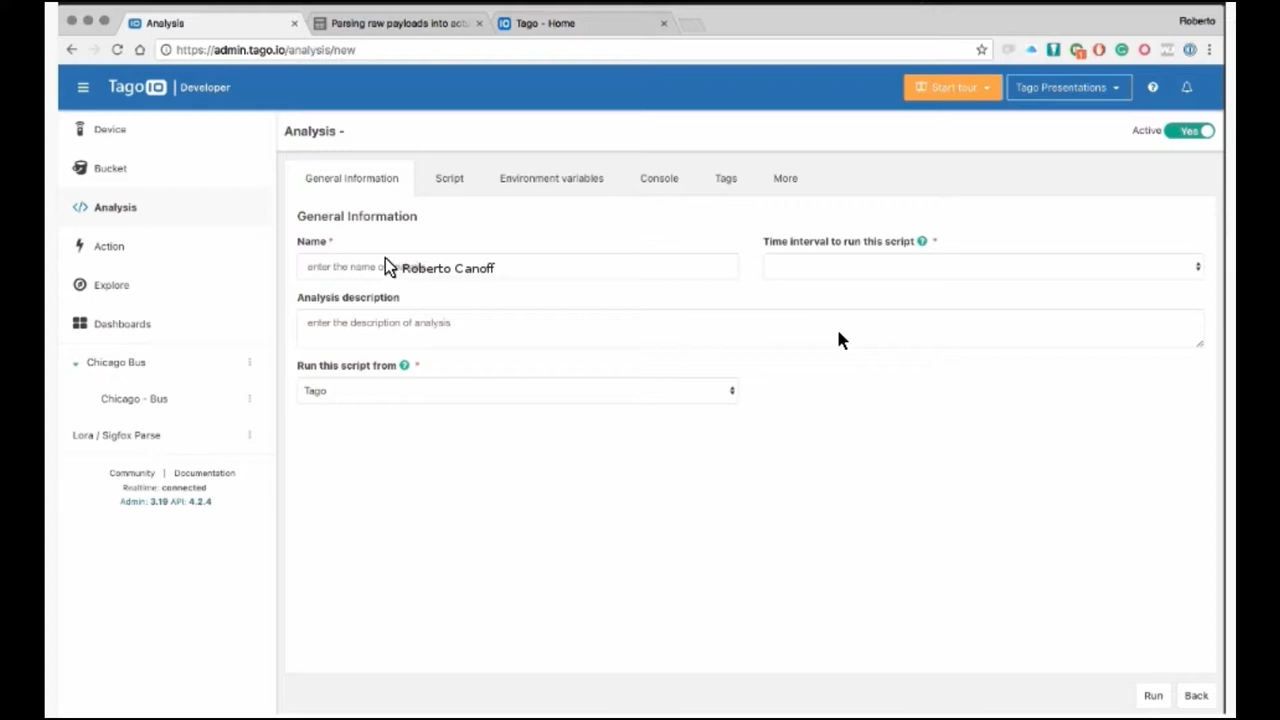 Analysis
Parsing raw payloads into actu
Tago - Home
Roberto
https://admin.tago.io/analysis/new
Tago IO | Developer
Start tour
Tago Presentations
Device
Bucket
Analysis
Action
Explore
Dashboards
Chicago Bus
Chicago - Bus
Lora / Sigfox Parse
Community | Documentation
Realtime: connected
Admin: 3.19 API: 4.2.4
Analysis -
Active Yes
General Information
Script
Environment variables
Console
Tags
More
General Information
Name *
enter the name o
Roberto Canoff
Time interval to run this script ? *
Analysis description
enter the description of analysis
Run this script from ? *
Tago
Run
Back